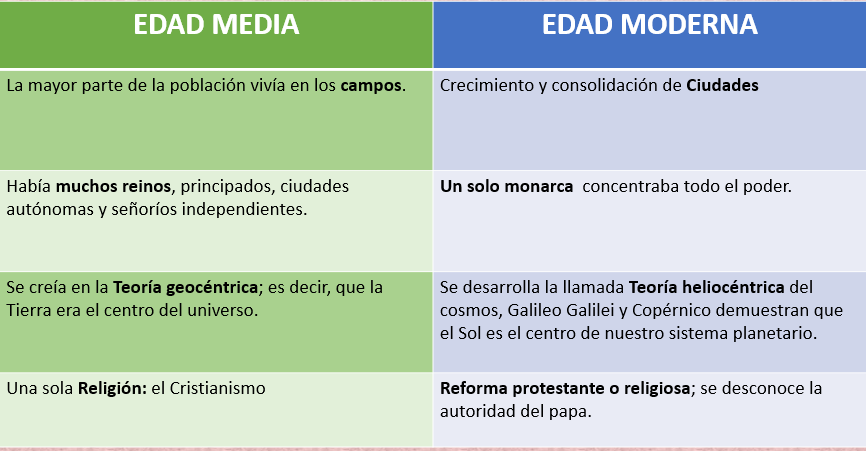 EDAD MEDIA
EDAD MODERNA
La mayor parte de la población vivía en los campos.
Crecimiento y consolidación de Ciudades
Había muchos reinos, principados, ciudades
autónomas y señoríos independientes.
Un solo monarca concentraba todo el poder.
Se creía en la Teoría geocéntrica; es decir, que la
Tierra era el centro del universo.
Se desarrolla la llamada Teoría heliocéntrica del
cosmos, Galileo Galilei y Copérnico demuestran que
el Sol es el centro de nuestro sistema planetario.
Una sola Religión: el Cristianismo
Reforma protestante o religiosa; se desconoce la
autoridad del papa.